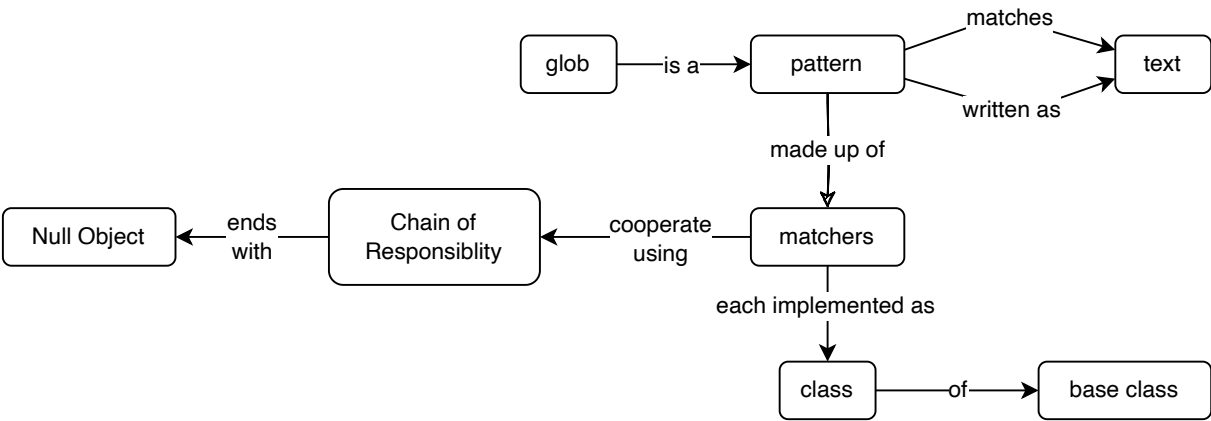 matches
glob
is a
pattern
text
written as
made up of
Null Object
ends
with
Chain of
Responsiblity
cooperate
using
matchers
each implemented as
class
of
base class